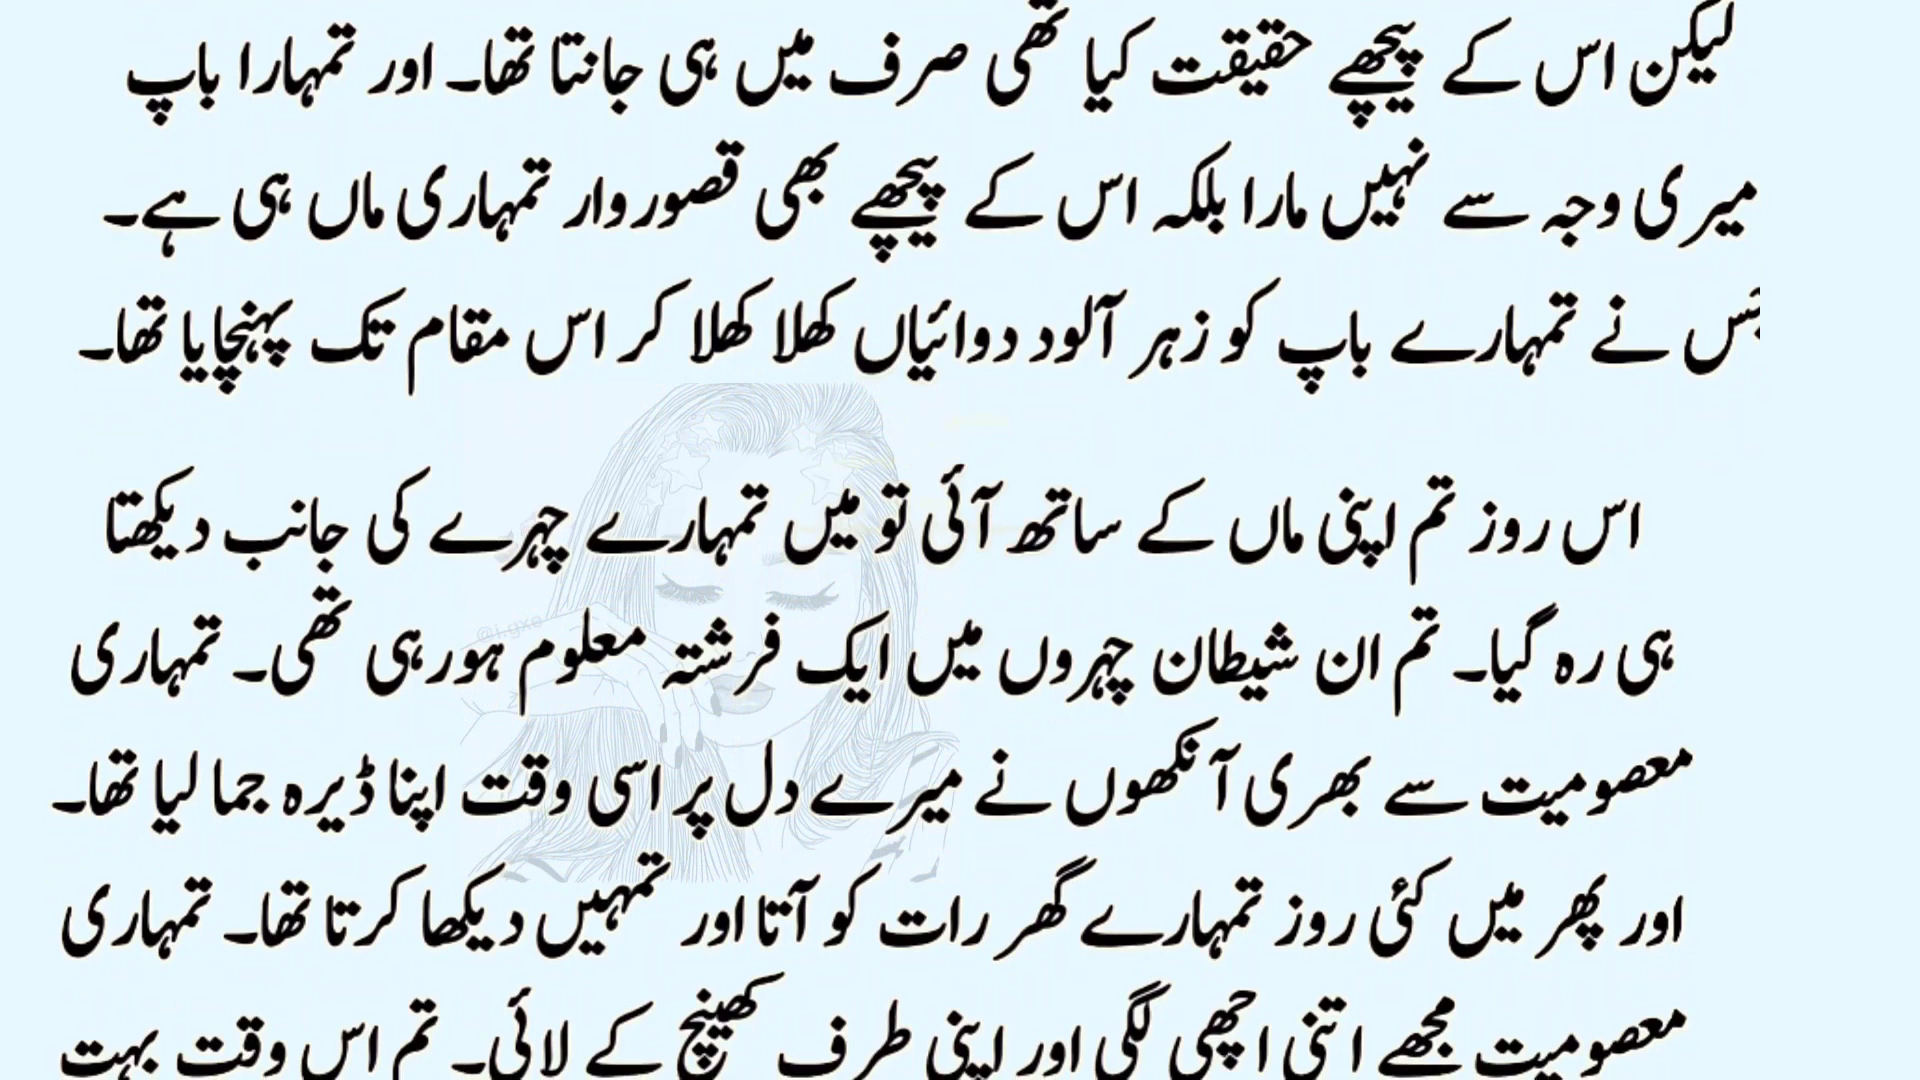 لیکن اس کے پیچھے حقیقت کیا تھی صرف میں ہی جانتا تھا۔ اور تمہارا باپ
میری وجہ سے نہیں مارا بلکہ اس کے پیچھے بھی قصوروار تمہاری ماں ہی ہے۔
جس نے تمہارے باپ کو زہر آلود دوائیاں کھلا کھلا کر اس مقام تک پہنچایا تھا۔
اس روز تم اپنی ماں کے ساتھ آئی تو میں تمہارے چہرے کی جانب دیکھتا
ہی رہ گیا۔ تم ان شیطان چہروں میں ایک فرشتہ معلوم ہورہی تھی۔ تمہاری
معصومیت سے بھری آنکھوں نے میرے دل پر اسی وقت اپنا ڈیرہ جما لیا تھا۔
اور پھر میں کئی روز تمہارے گھر رات کو آتا اور تمہیں دیکھا کرتا تھا۔ تمہاری
معصومیت مجھے اتنی اچھی لگی اور اپنی طرف کھینچ کے لائی۔ تم اس وقت بہت
@i.gxe